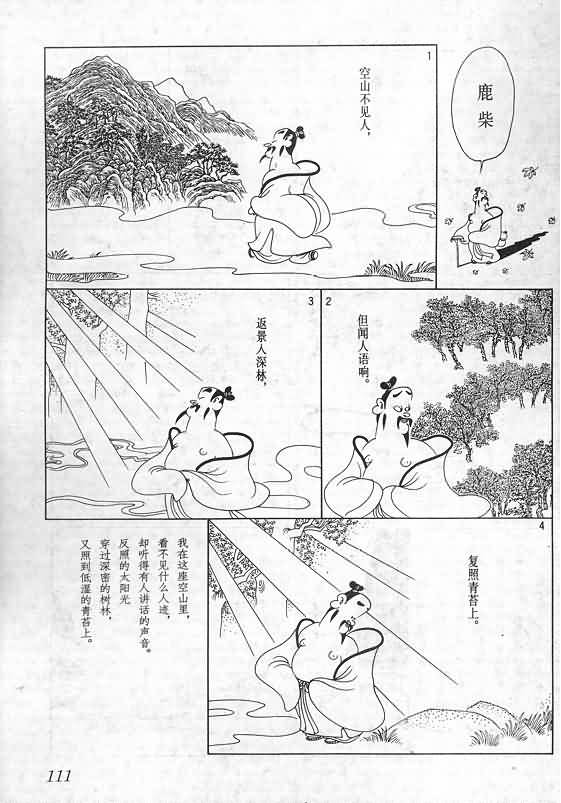 鹿柴
1
空山不见人，
2
但闻人语响。
3
返景入深林，
4
复照青苔上。
我在这座空山里，
看不见什么人迹，
却听得有人讲话的声音。
反照的太阳光
穿过深密的树林，
又照到低湿的青苔上。
111